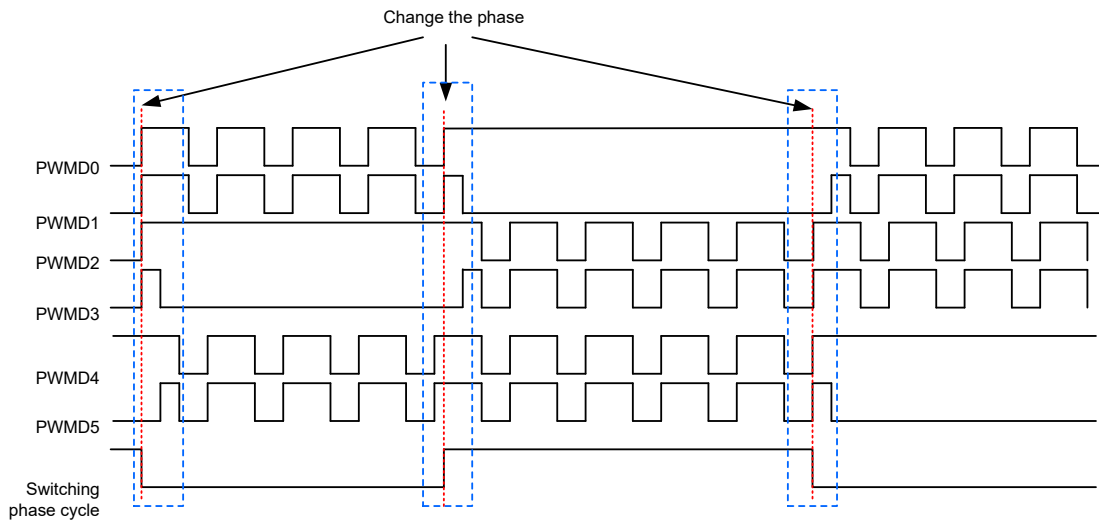 Change the phase
PWMD0
PWMD1
PWMD2
PWMD3
PWMD4
PWMD5
Switching
phase cycle